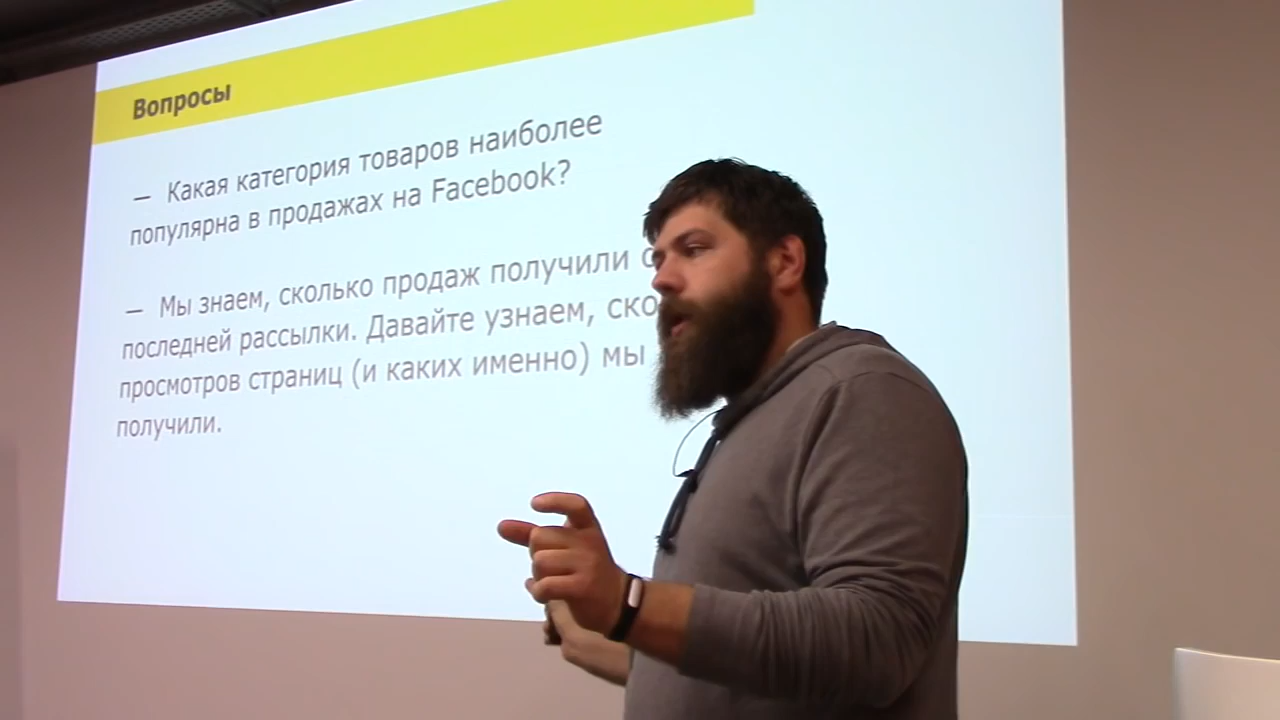 Вопросы
— Какая категория товаров наиболее
популярна в продажах на Facebook?
— Мы знаем, сколько продаж получили
последней рассылки. Давайте узнаем,
просмотров страниц (и каких именно) мы
получили.